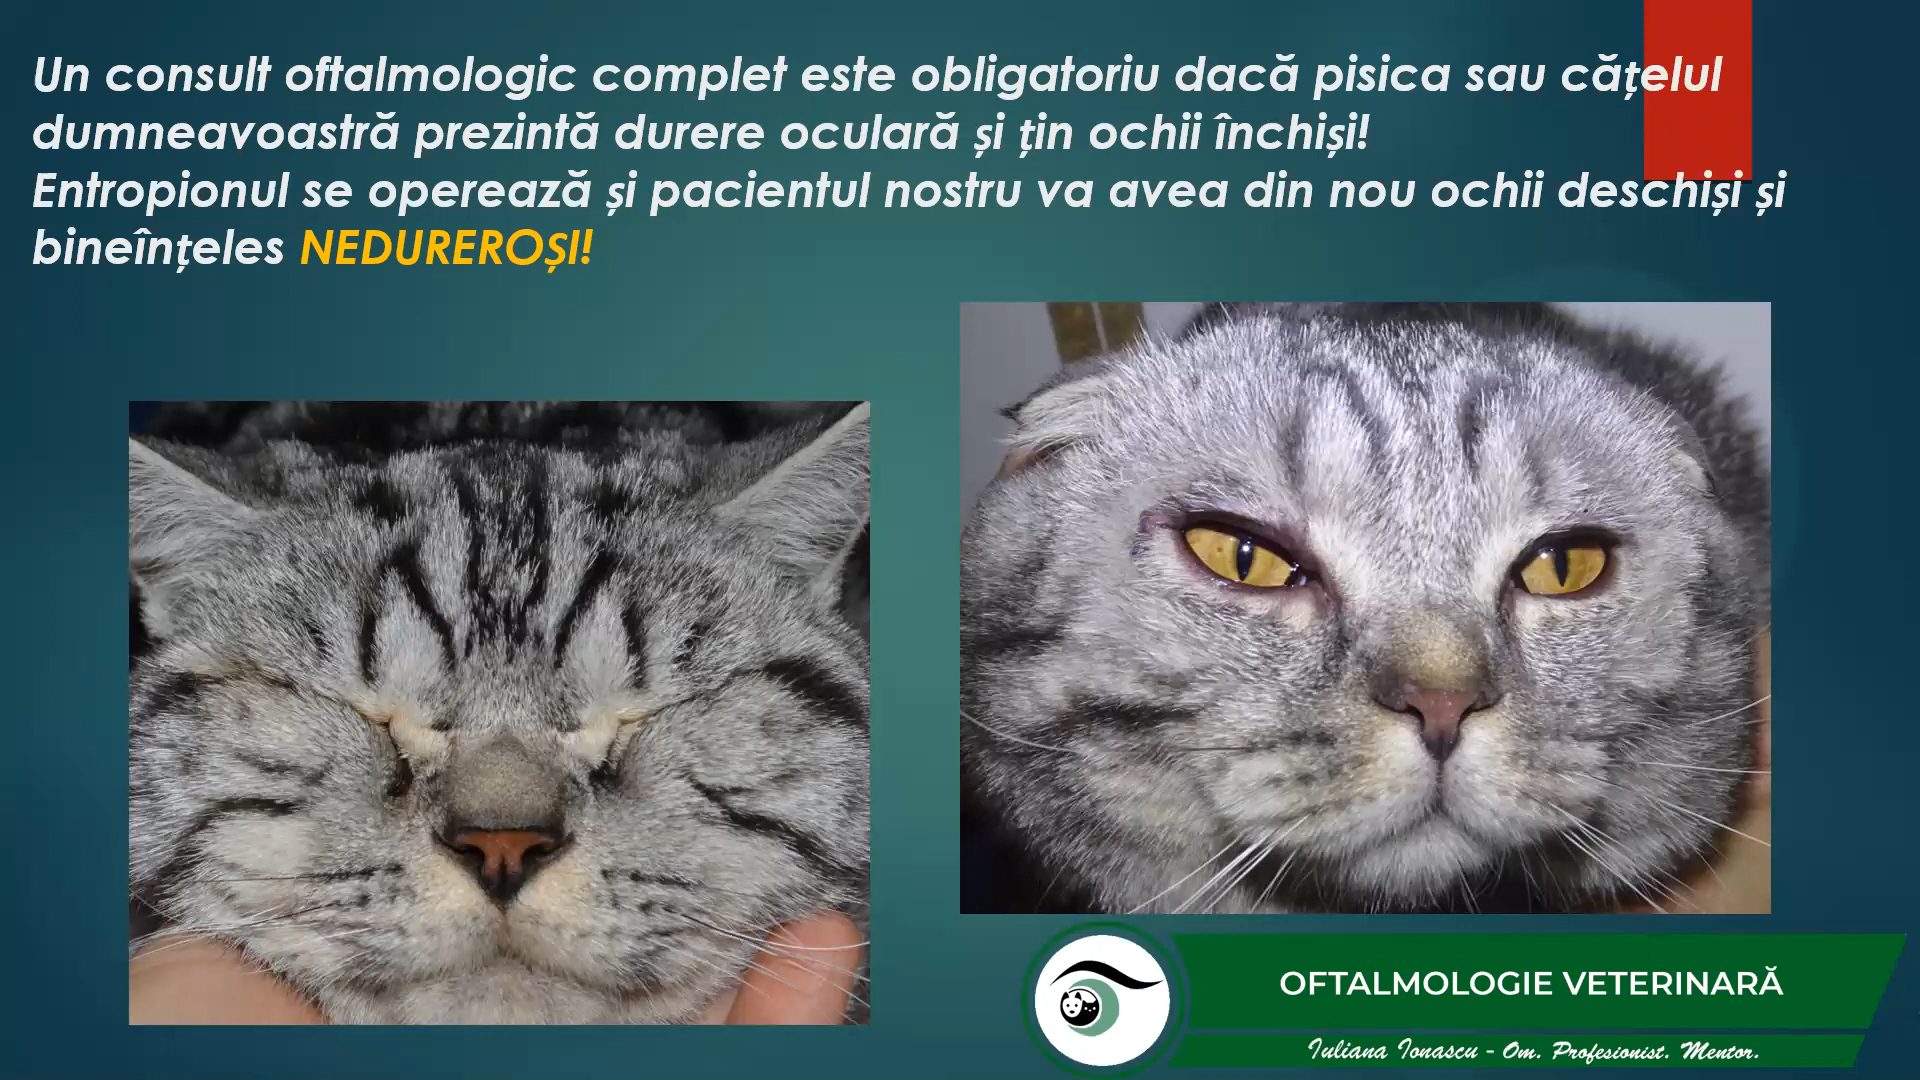 Un consult oftalmologic complet este obligatoriu dacă pisica sau cățelul
dumneavoastră prezintă durere oculară și țin ochii închiși!
Entropionul se operează și pacientul nostru va avea din nou ochii deschiși și
bineînțeles NEDUREROȘI!
OFTALMOLOGIE VETERINARĂ
Iuliana Ionascu - Om. Profesionist. Mentor.